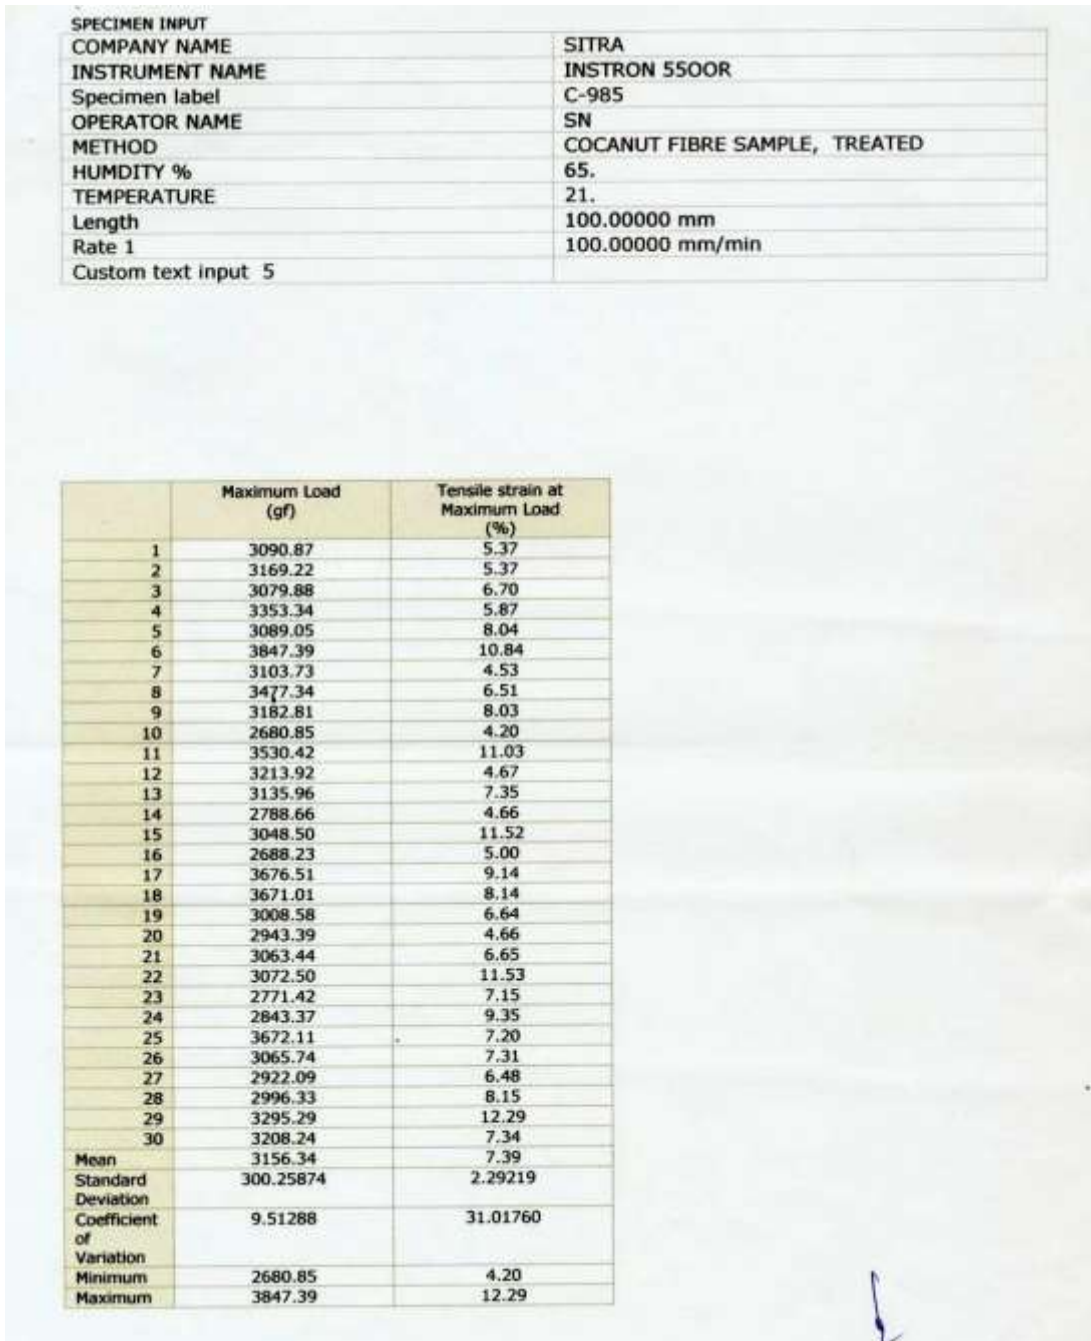 SPECIMEN INPUT
COMPANY NAME SITRA
INSTRUMENT NAME INSTRON 55OOR
Specimen label C-985
OPERATOR NAME SN
METHOD COCANUT FIBRE SAMPLE, TREATED
HUMDITY % 65.
TEMPERATURE 21.
Length 100.00000 mm
Rate 1 100.00000 mm/min
Custom text input 5
Maximum Load Tensile strain at
(gf) Maximum Load
(%)
1 3090.87 5.37
2 3169.22 5.37
3 3079.88 6.70
4 3353.34 5.87
5 3089.05 8.04
6 3847.39 10.84
7 3103.73 4.53
8 3477.34 6.51
9 3182.81 8.03
10 2680.85 4.20
11 3530.42 11.03
12 3213.92 4.67
13 3135.96 7.35
14 2788.66 4.66
15 3048.50 11.52
16 2688.23 5.00
17 3676.51 9.14
18 3671.01 8.14
19 3008.58 6.64
20 2943.39 4.66
21 3063.44 6.65
22 3072.50 11.53
23 2771.42 7.15
24 2843.37 9.35
25 3672.11 7.20
26 3065.74 7.31
27 2922.09 6.48
28 2996.33 8.15
29 3295.29 12.29
30 3208.24 7.34
Mean 3156.34 7.39
Standard 300.25874 2.29219
Deviation
Coefficient 9.51288 31.01760
of
Variation
Minimum 2680.85 4.20
Maximum 3847.39 12.29